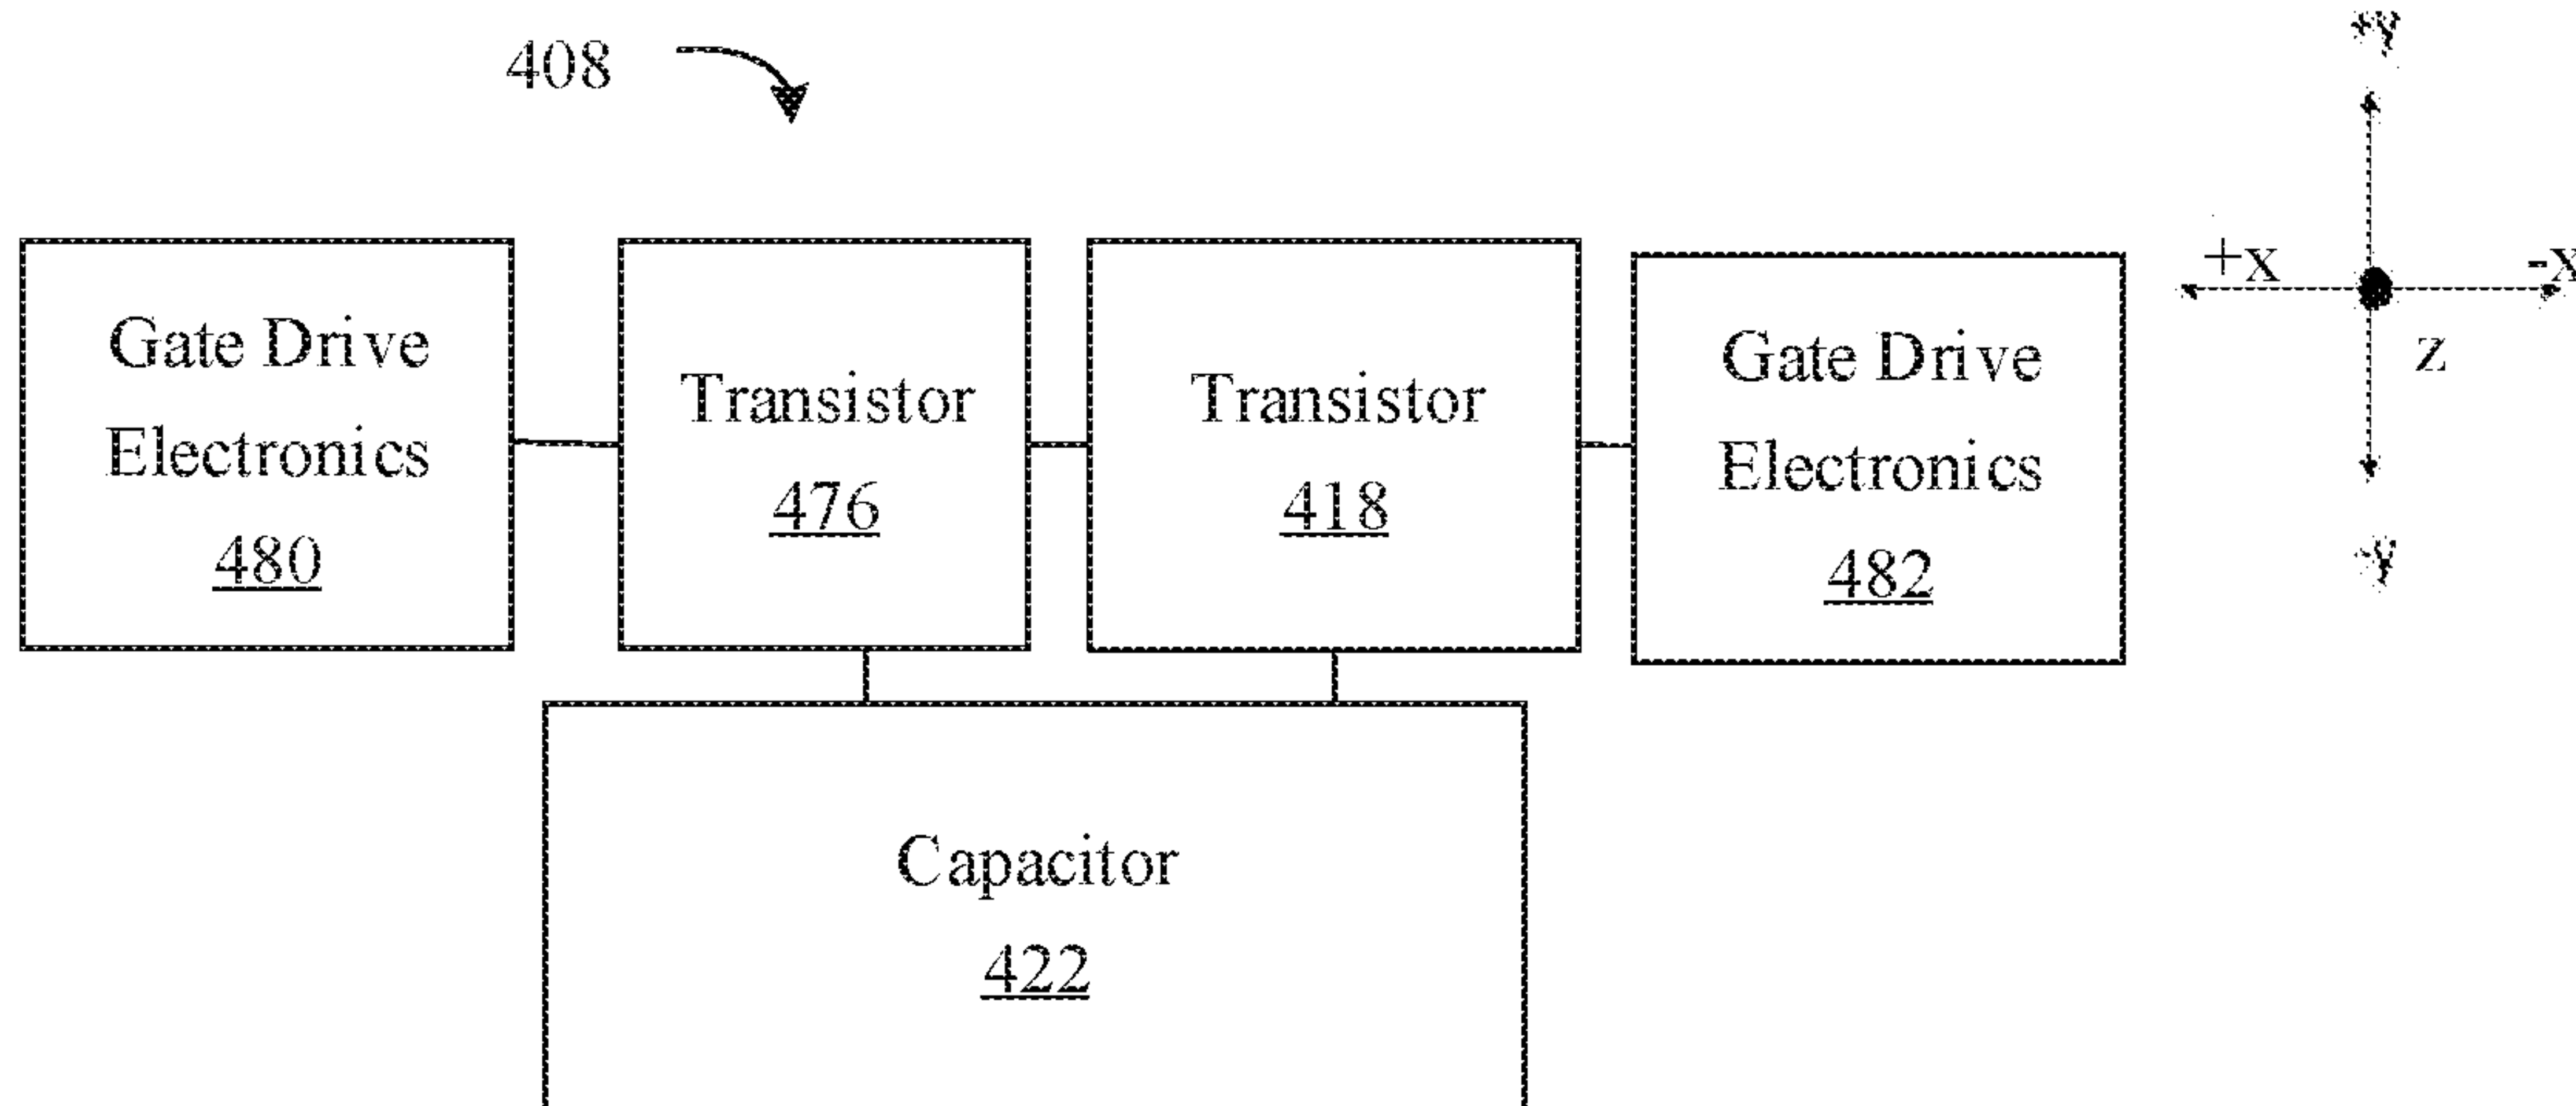 408
+y
Gate Drive
Electronics
480
Transistor
476
Transistor
418
Gate Drive
Electronics
482
+x
-x
z
-y
Capacitor
422